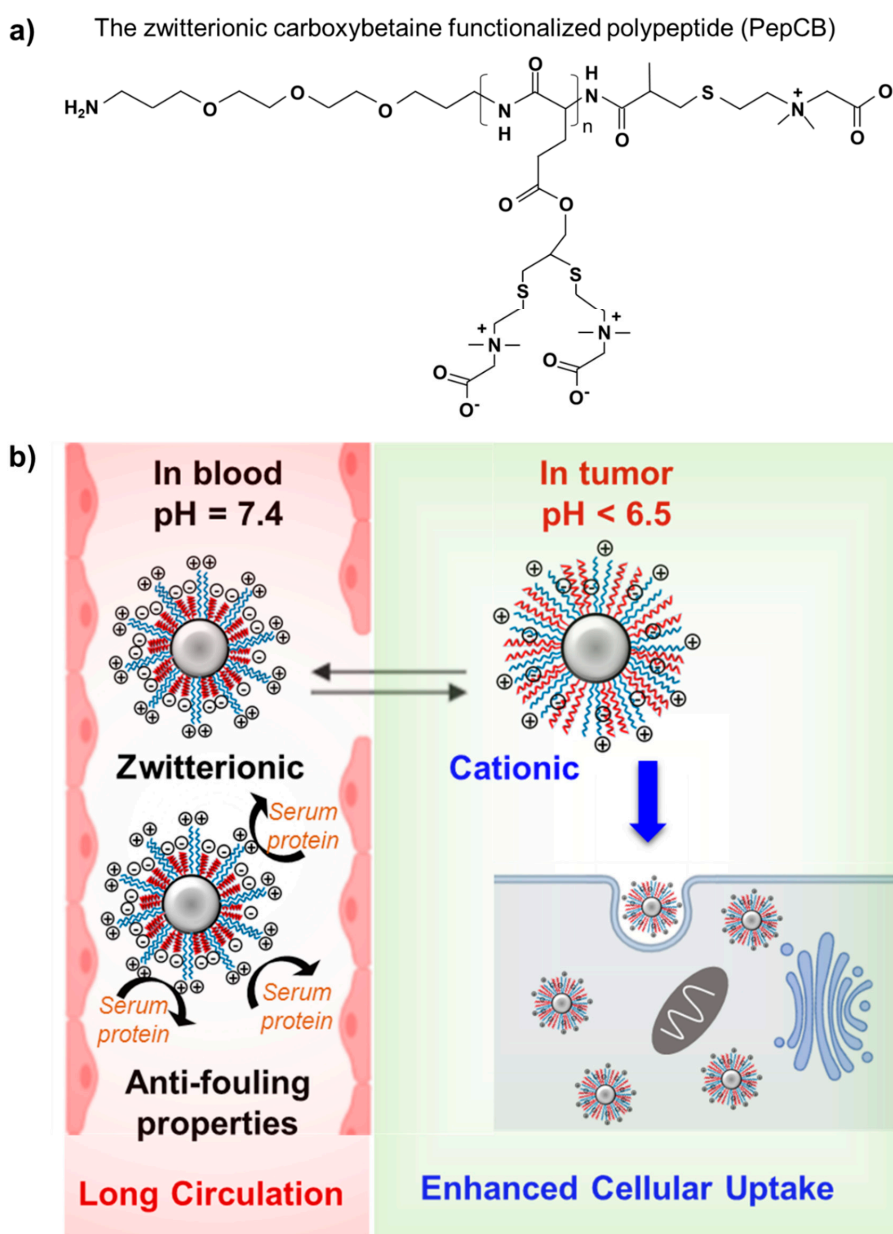 a) The zwitterionic carboxybetaine functionalized polypeptide (PepCB)
O H
H2N O O O N H n N H O S N + O O
O O
S S
N + N +
O O- O O-
b)
In blood
pH = 7.4
In tumor
pH < 6.5
Zwitterionic
Cationic
Serum
protein
Serum
protein
Serum
protein
Anti-fouling
properties
Long Circulation
Enhanced Cellular Uptake